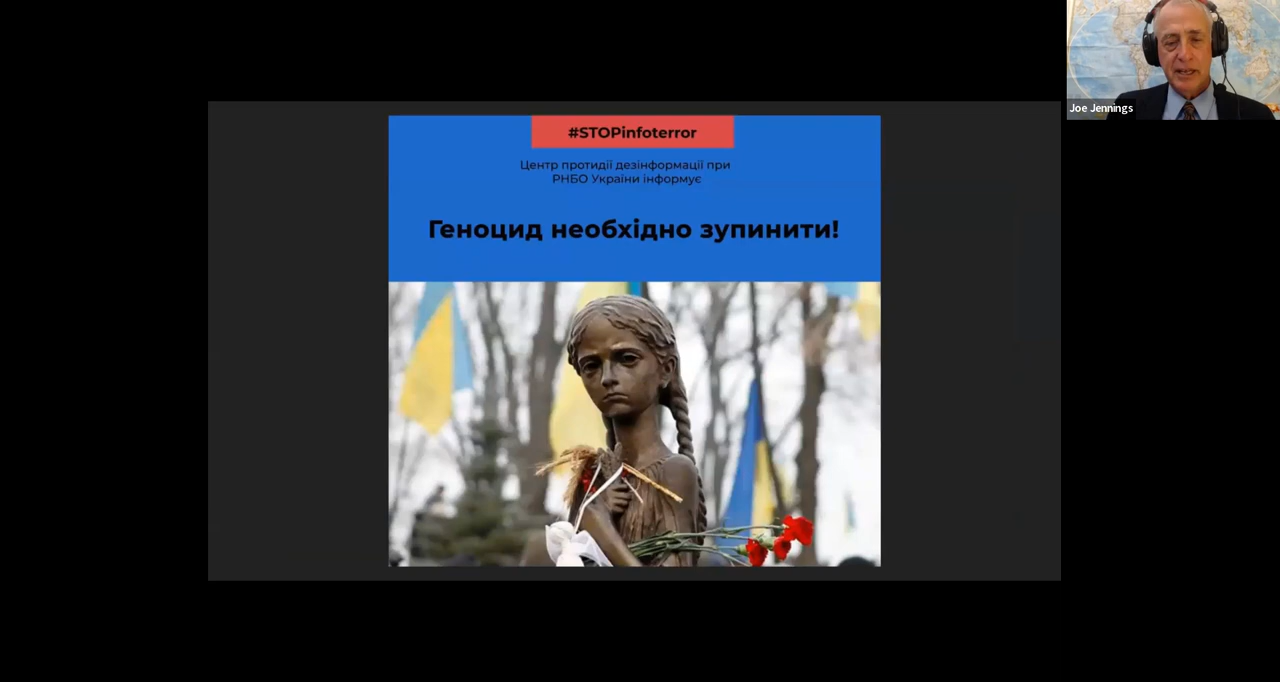 #STOPinfoterror
Центр протидії дезінформації при
РНБО України інформує
Геноцид необхідно зупинити!
Joe Jennings